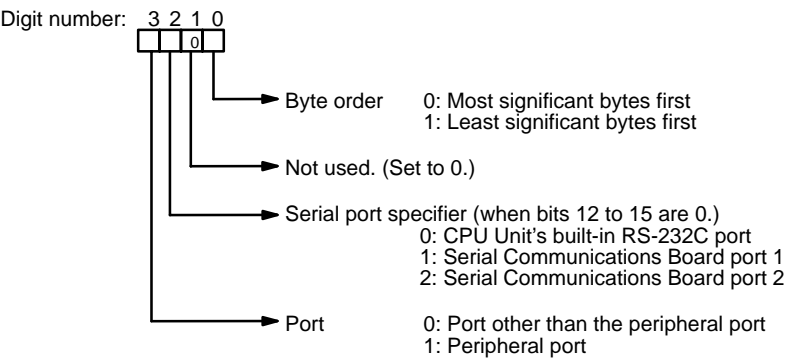 Digit number: 3 2 1 0
0
Byte order 0: Most significant bytes first
1: Least significant bytes first
Not used. (Set to 0.)
Serial port specifier (when bits 12 to 15 are 0.)
0: CPU Unit's built-in RS-232C port
1: Serial Communications Board port 1
2: Serial Communications Board port 2
Port 0: Port other than the peripheral port
1: Peripheral port